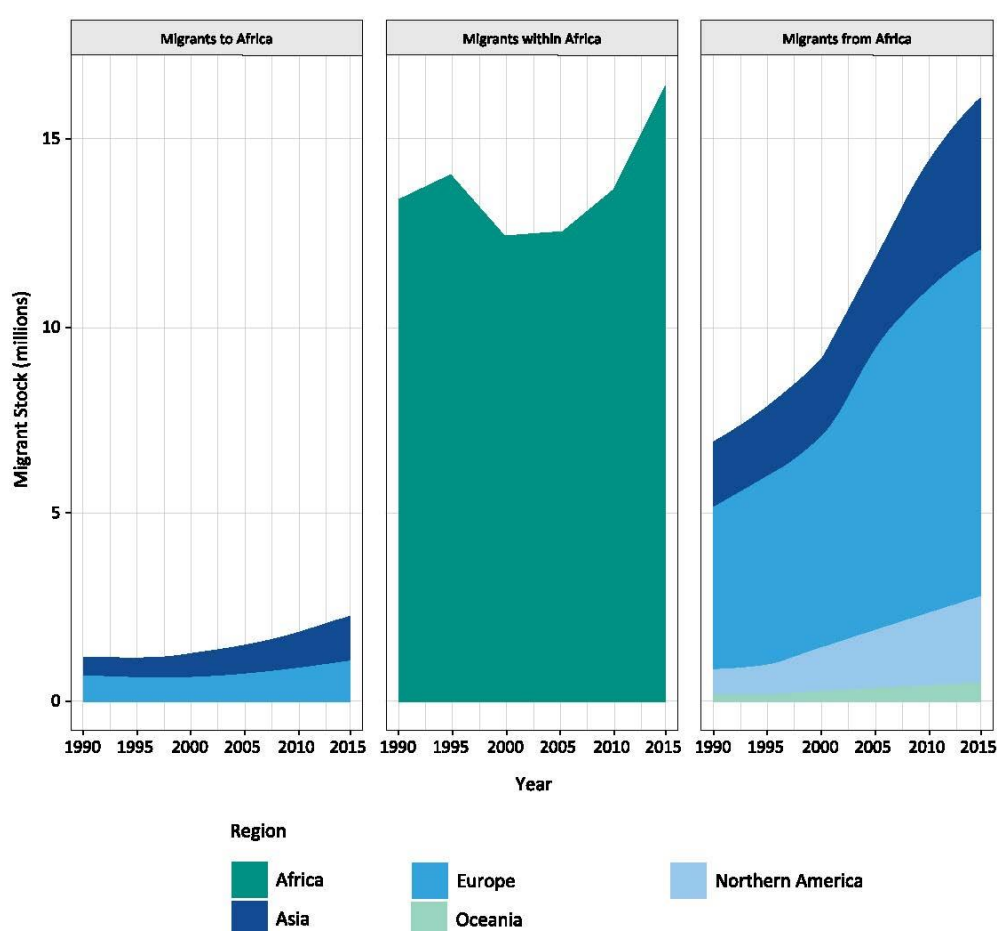 Migrants to Africa
Migrants within Africa
Migrants from Africa
Migrant Stock (millions)
15
10
5
0
1990 1995 2000 2005 2010 2015
1990 1995 2000 2005 2010 2015
1990 1995 2000 2005 2010 2015
Year
Region
Africa
Europe
Northern America
Asia
Oceania